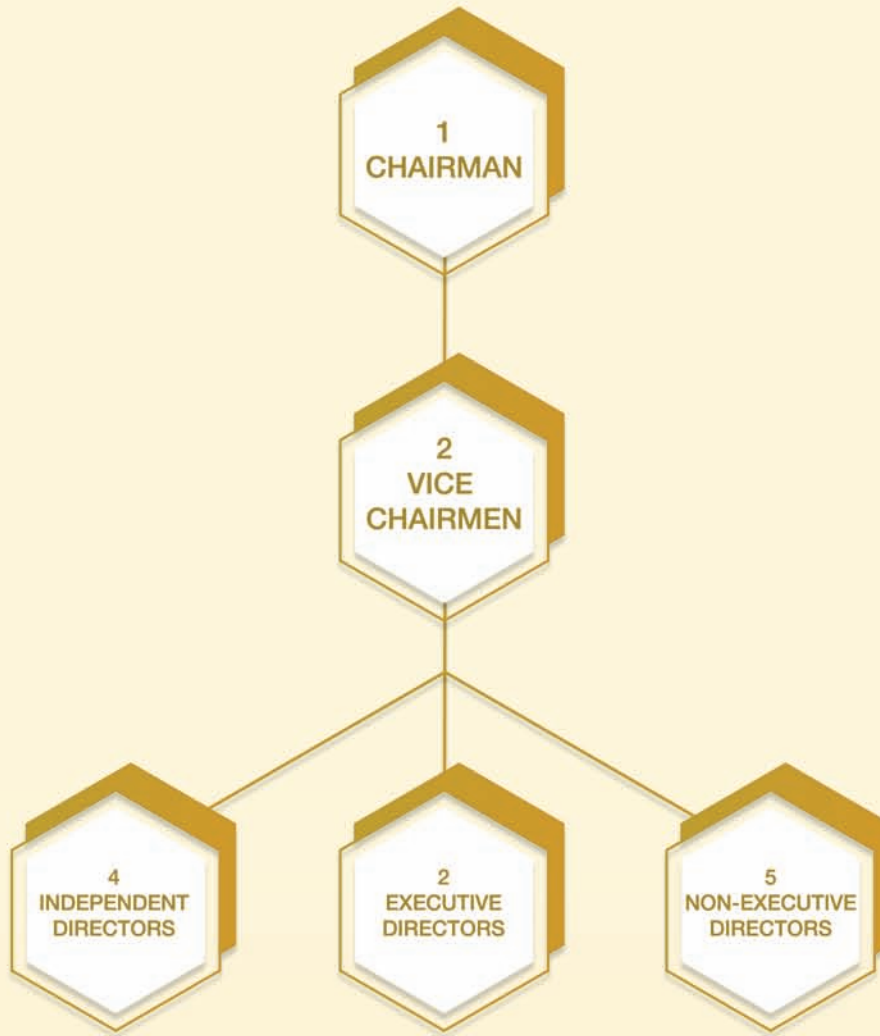 1
CHAIRMAN
2
VICE
CHAIRMEN
4
INDEPENDENT
DIRECTORS
2
EXECUTIVE
DIRECTORS
5
NON-EXECUTIVE
DIRECTORS